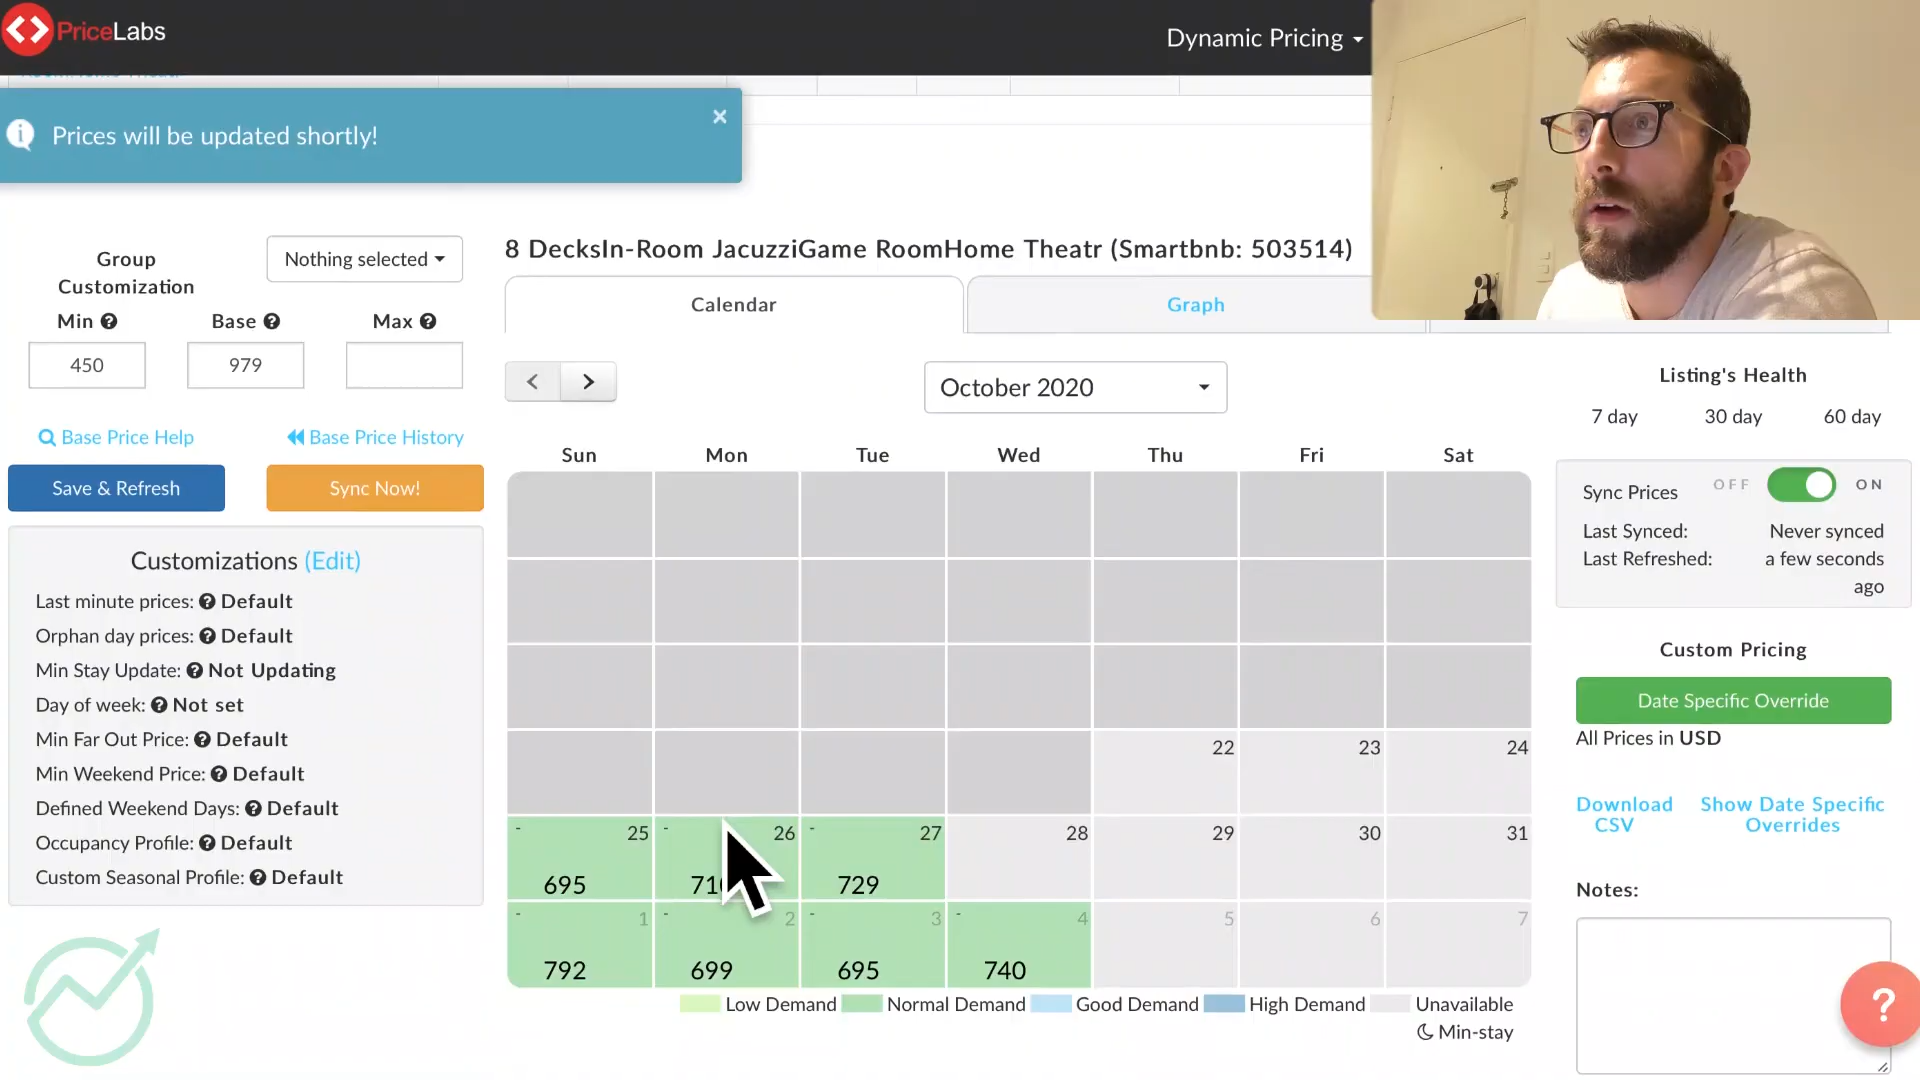 PriceLabs
Dynamic Pricing
Prices will be updated shortly!
×
Group
Customization
Nothing selected
Min
Base
Max
450
979
Base Price Help
Base Price History
Save & Refresh
Sync Now!
Customizations (Edit)
Last minute prices: Default
Orphan day prices: Default
Min Stay Update: Not Updating
Day of week: Not set
Min Far Out Price: Default
Min Weekend Price: Default
Defined Weekend Days: Default
Occupancy Profile: Default
Custom Seasonal Profile: Default
8 DecksIn-Room JacuzziGame RoomHome Theatr (Smartbnb: 503514)
Calendar
Graph
October 2020
Sun Mon Tue Wed Thu Fri Sat
22 23 24
- 25 - 26 - 27 28 29 30 31
695 729
- 1 - 2 - 3 - 4 5 6 7
792 699 695 740
Low Demand Normal Demand Good Demand High Demand Unavailable
Min-stay
Listing's Health
7 day 30 day 60 day
Sync Prices OFF ON
Last Synced: Never synced
Last Refreshed: a few seconds
ago
Custom Pricing
Date Specific Override
All Prices in USD
Download
CSV
Show Date Specific
Overrides
Notes:
?